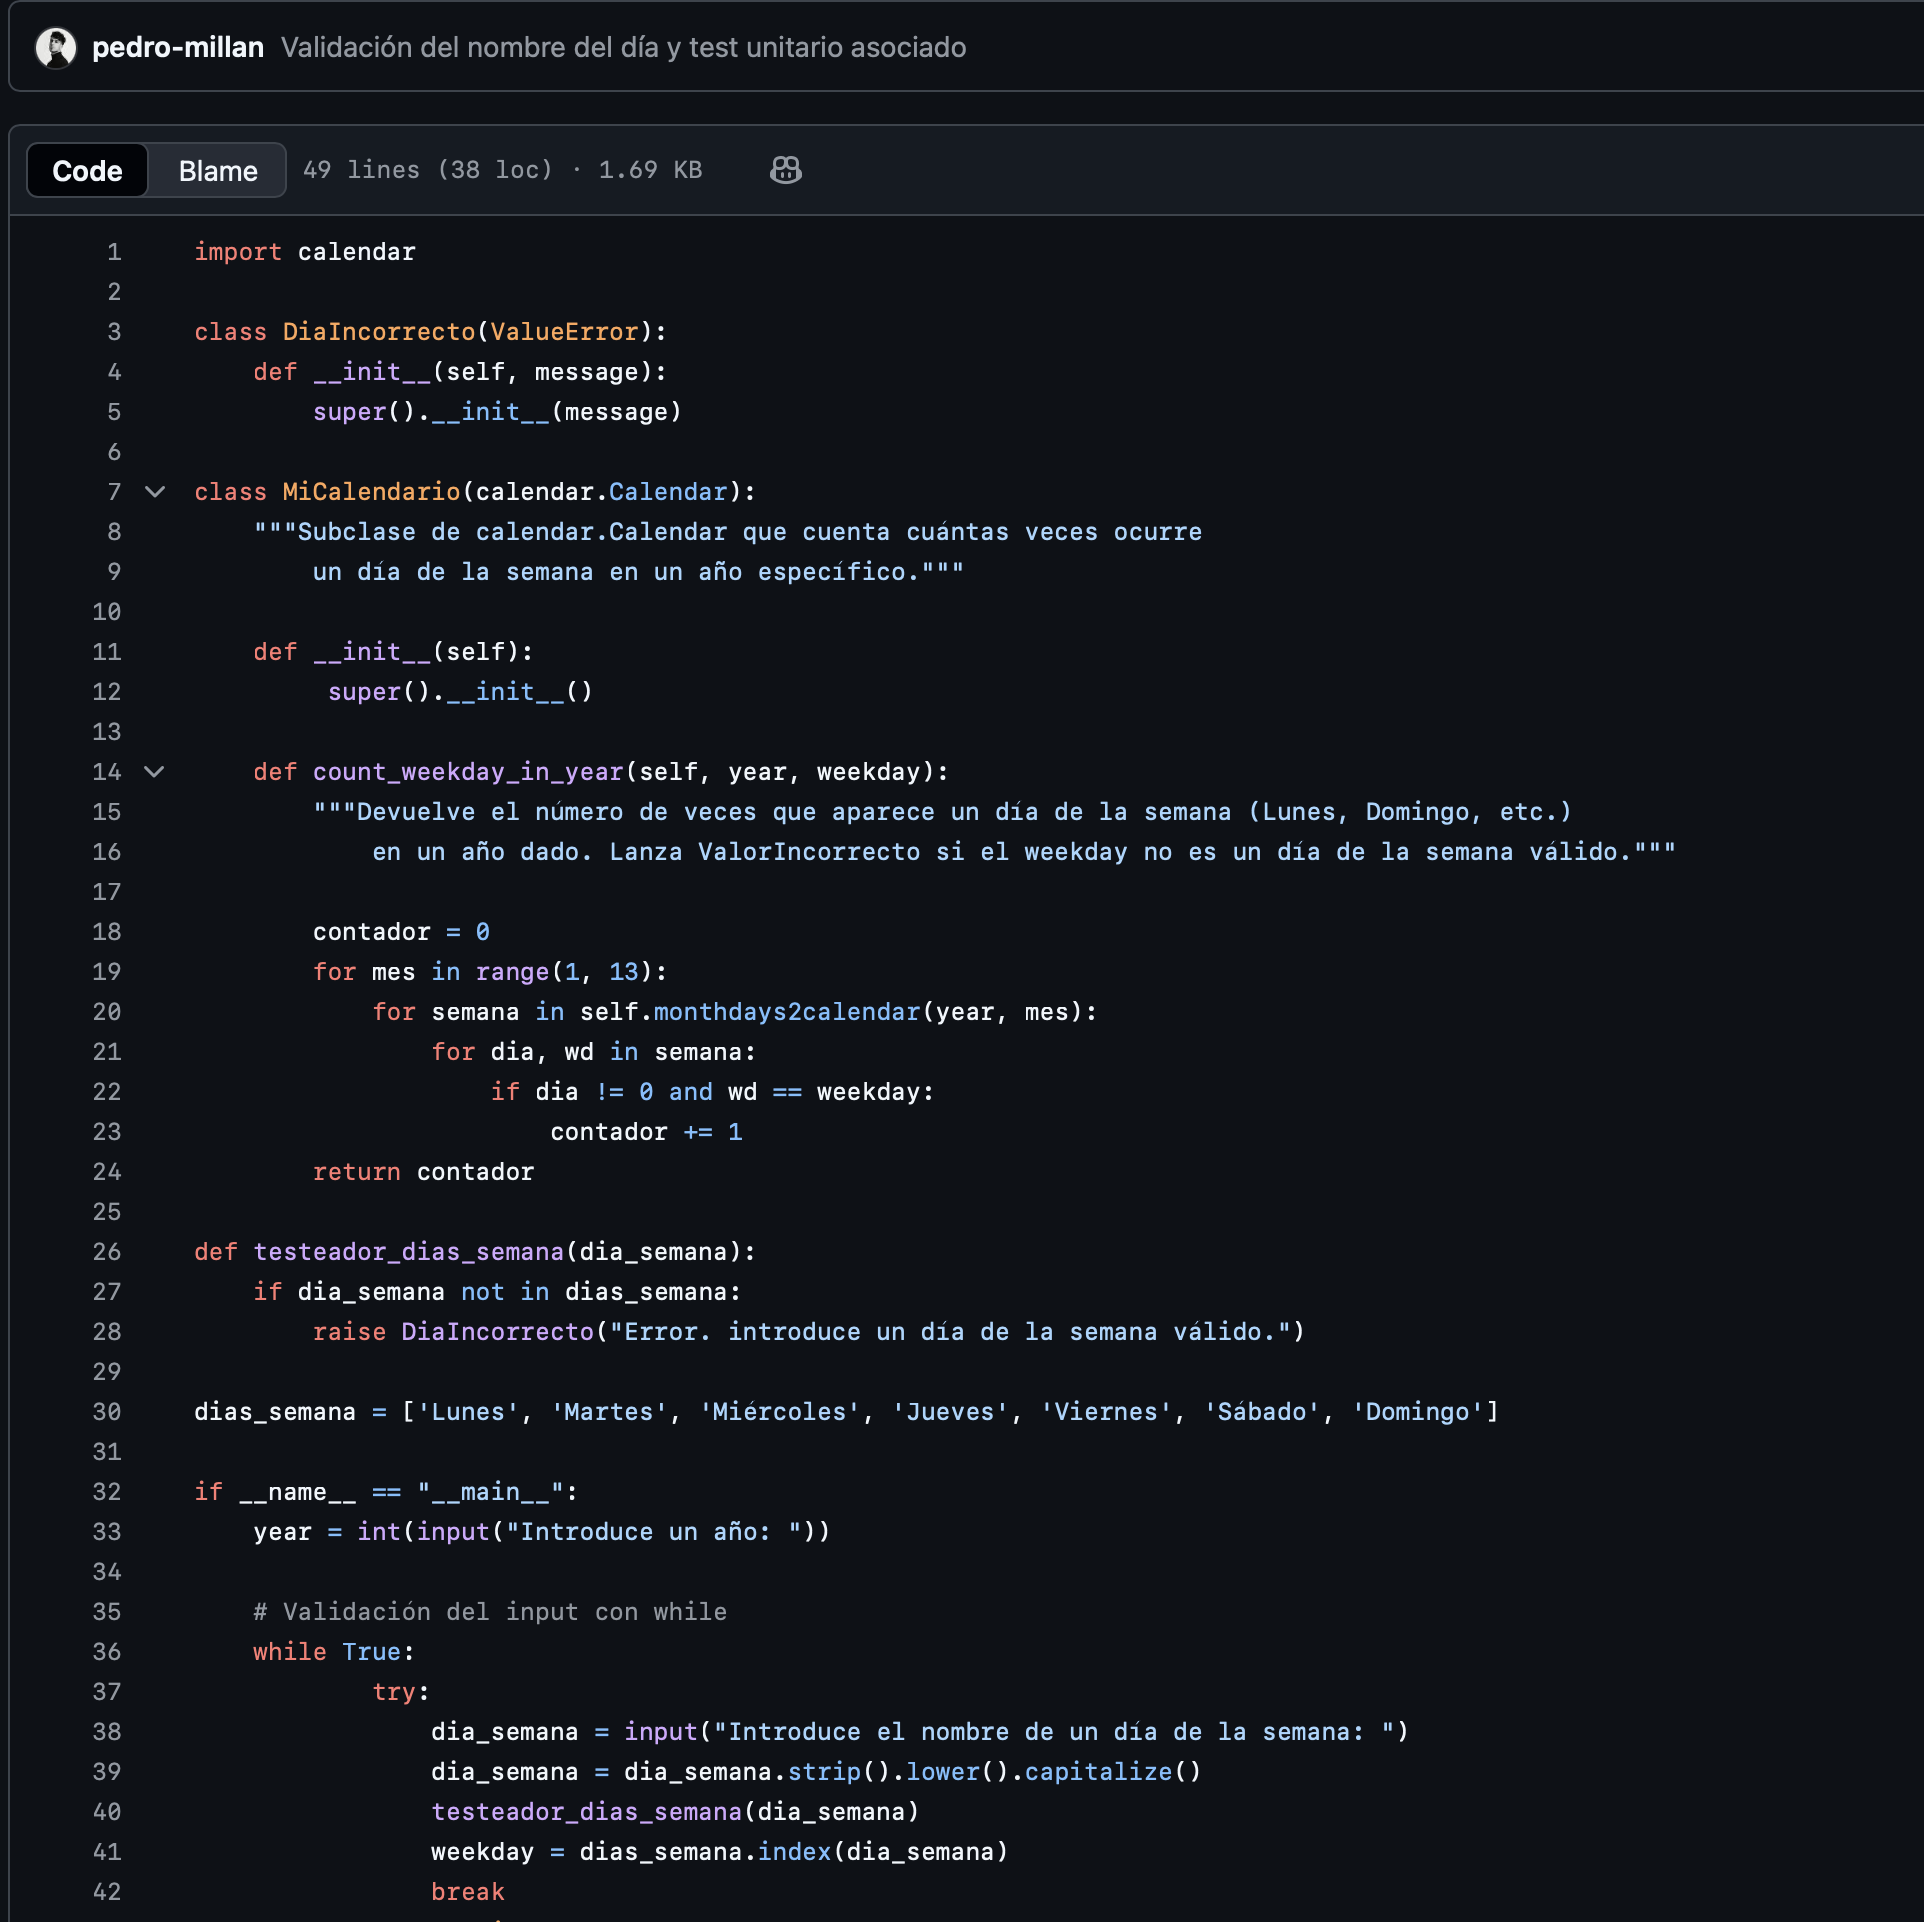 pedro-millan Validación del nombre del día y test unitario asociado
Code Blame 49 lines (38 loc) · 1.69 KB
1 import calendar
2
3 class DiaIncorrecto(ValueError):
4     def __init__(self, message):
5         super().__init__(message)
6
7 class MiCalendario(calendar.Calendar):
8     """Subclase de calendar.Calendar que cuenta cuántas veces ocurre
9         un día de la semana en un año específico."""
10
11     def __init__(self):
12          super().__init__()
13
14     def count_weekday_in_year(self, year, weekday):
15         """Devuelve el número de veces que aparece un día de la semana (Lunes, Domingo, etc.)
16             en un año dado. Lanza ValorIncorrecto si el weekday no es un día de la semana válido."""
17
18         contador = 0
19         for mes in range(1, 13):
20             for semana in self.monthdays2calendar(year, mes):
21                 for dia, wd in semana:
22                     if dia != 0 and wd == weekday:
23                         contador += 1
24         return contador
25
26 def testeador_dias_semana(dia_semana):
27     if dia_semana not in dias_semana:
28         raise DiaIncorrecto("Error. introduce un día de la semana válido.")
29
30 dias_semana = ['Lunes', 'Martes', 'Miércoles', 'Jueves', 'Viernes', 'Sábado', 'Domingo']
31
32 if __name__ == "__main__":
33     year = int(input("Introduce un año: "))
34
35     # Validación del input con while
36     while True:
37             try:
38                 dia_semana = input("Introduce el nombre de un día de la semana: ")
39                 dia_semana = dia_semana.strip().lower().capitalize()
40                 testeador_dias_semana(dia_semana)
41                 weekday = dias_semana.index(dia_semana)
42                 break